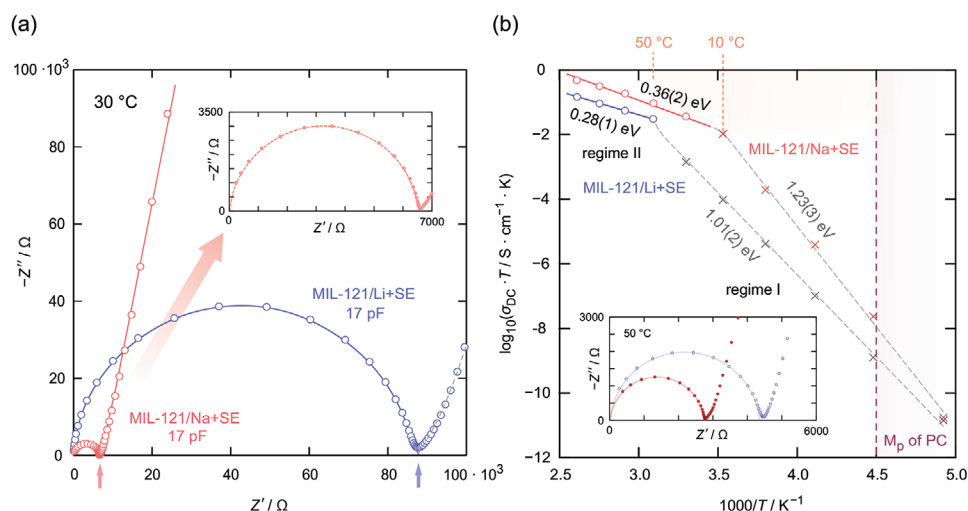 (a)
100 · 10³
80
60
40
20
0
−Z″ / Ω
30 °C
3500
−Z″ / Ω
0
0
7000
Z′ / Ω
MIL-121/Li+SE
17 pF
MIL-121/Na+SE
17 pF
0
20
40
60
80
100 · 10³
Z′ / Ω
(b)
50 °C
10 °C
0
−2
−4
−6
−8
−10
−12
log₁₀(σDC · T / S · cm⁻¹ · K)
0.36(2) eV
0.28(1) eV
regime II
MIL-121/Na+SE
MIL-121/Li+SE
1.23(3) eV
1.01(2) eV
regime I
3000
50 °C
−Z″ / Ω
0
0
6000
Z′ / Ω
Mp of PC
2.5
3.0
3.5
4.0
4.5
5.0
1000/T / K⁻¹